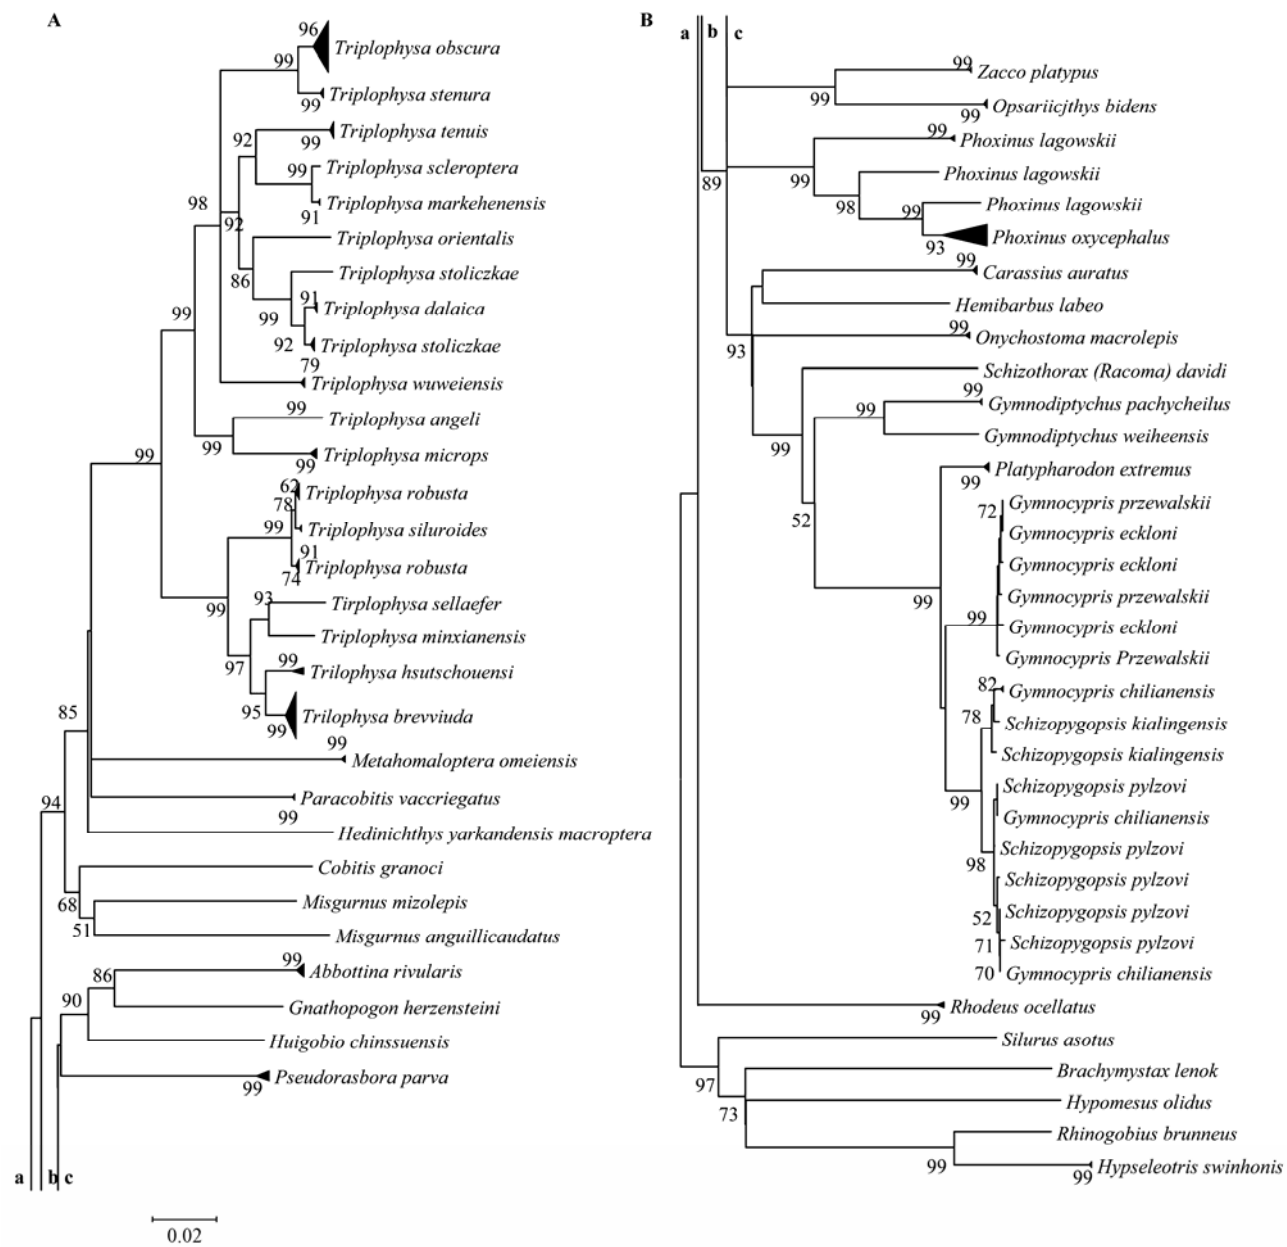 A
96
Triplophysa obscura
99
Triplophysa stenura
99
Triplophysa tenuis
92
99
Triplophysa scleroptera
99
Triplophysa markehenensis
91
98
92
Triplophysa orientalis
86
Triplophysa stoliczkae
91
Triplophysa dalaica
99
92
Triplophysa stoliczkae
79
Triplophysa wuweiensis
99
99
Triplophysa angeli
99
Triplophysa microps
99
99
62
Triplophysa robusta
78
Triplophysa siluroides
99
91
Triplophysa robusta
74
99
93
Tirplophysa sellaefer
Triplophysa minxianensis
97
99
Trilophysa hsutschouensi
95
Trilophysa brevviuda
99
85
99
Metahomaloptera omeiensis
94
Paracobitis vaccriegatus
99
Hedinichthys yarkandensis macroptera
Cobitis granoci
68
Misgurnus mizolepis
51
Misgurnus anguillicaudatus
99
Abbottina rivularis
86
90
Gnathopogon herzensteini
Huigobio chinssuensis
Pseudorasbora parva
99
a b c
0.02
B
a b c
99
Zacco platypus
99
Opsariicjthys bidens
99
99
Phoxinus lagowskii
89
99
Phoxinus lagowskii
98
99
Phoxinus lagowskii
Phoxinus oxycephalus
93
99
Carassius auratus
Hemibarbus labeo
99
Onychostoma macrolepis
93
Schizothorax (Racoma) davidi
99
Gymnodiptychus pachycheilus
99
99
Gymnodiptychus weiheensis
52
Platypharodon extremus
99
Gymnocypris przewalskii
72
Gymnocypris eckloni
Gymnocypris eckloni
99
Gymnocypris przewalskii
99
Gymnocypris eckloni
Gymnocypris Przewalskii
82
Gymnocypris chilianensis
78
Schizopygopsis kialingensis
Schizopygopsis kialingensis
99
Schizopygopsis pylzovi
Gymnocypris chilianensis
98
Schizopygopsis pylzovi
Schizopygopsis pylzovi
52
Schizopygopsis pylzovi
71
Schizopygopsis pylzovi
70
Gymnocypris chilianensis
Rhodeus ocellatus
99
Silurus asotus
97
Brachymystax lenok
73
Hypomesus olidus
Rhinogobius brunneus
99
Hypseleotris swinhonis
99